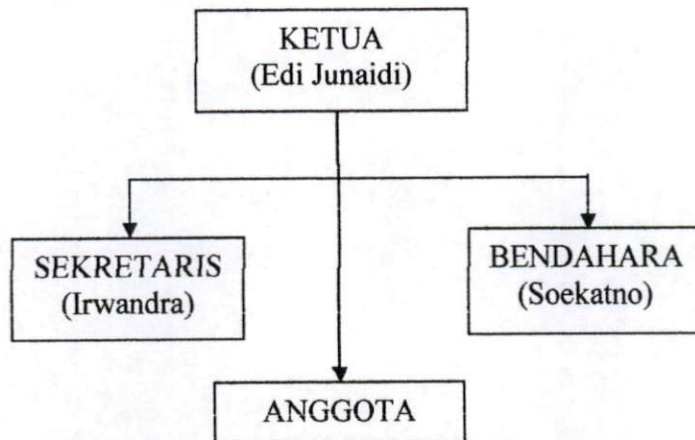 KETUA
(Edi Junaidi)
SEKRETARIS
(Irwandra)
BENDAHARA
(Soekatno)
ANGGOTA